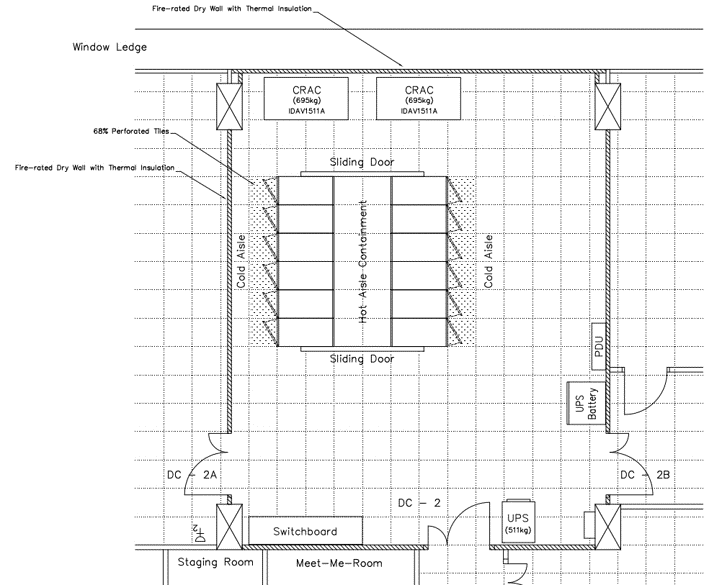 Fire-rated Dry Wall with Thermal Insulation
Window Ledge
CRAC
(695kg)
IDAV1511A
CRAC
(695kg)
IDAV1511A
68% Perforated Tiles
Sliding Door
Fire-rated Dry Wall with Thermal Insulation
Cold Aisle
Hot Aisle Containment
Cold Aisle
PDU
Sliding Door
UPS
Battery
DC - 2A
DC - 2B
DC - 2
UPS
(511kg)
Switchboard
2
Staging Room
Meet-Me-Room